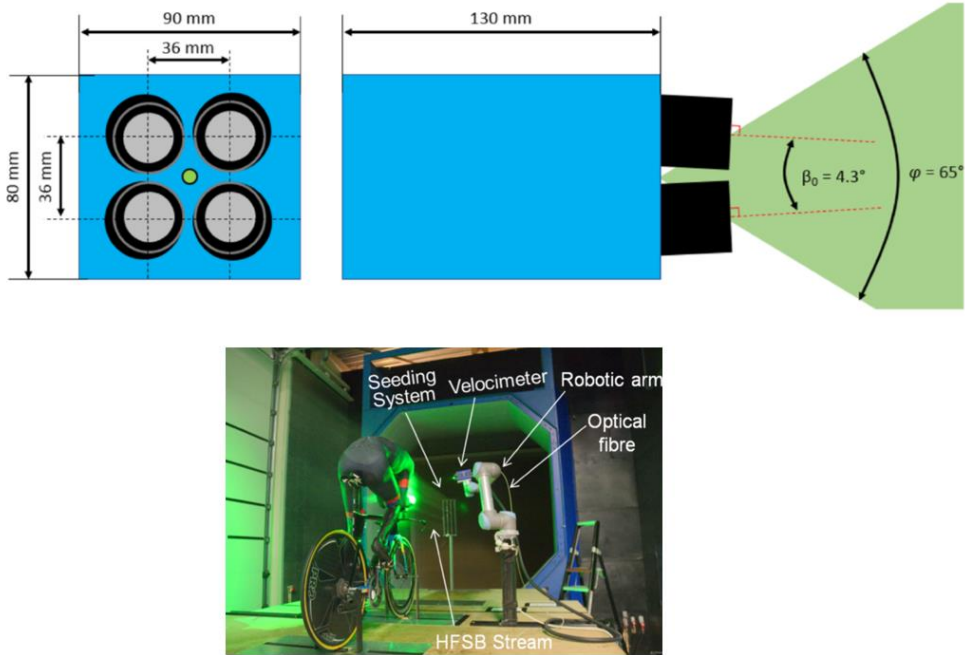 90 mm
36 mm
80 mm
36 mm
130 mm
β₀ = 4.3°
φ = 65°
Seeding
System
Velocimeter
Robotic arm
Optical
fibre
HFSB Stream